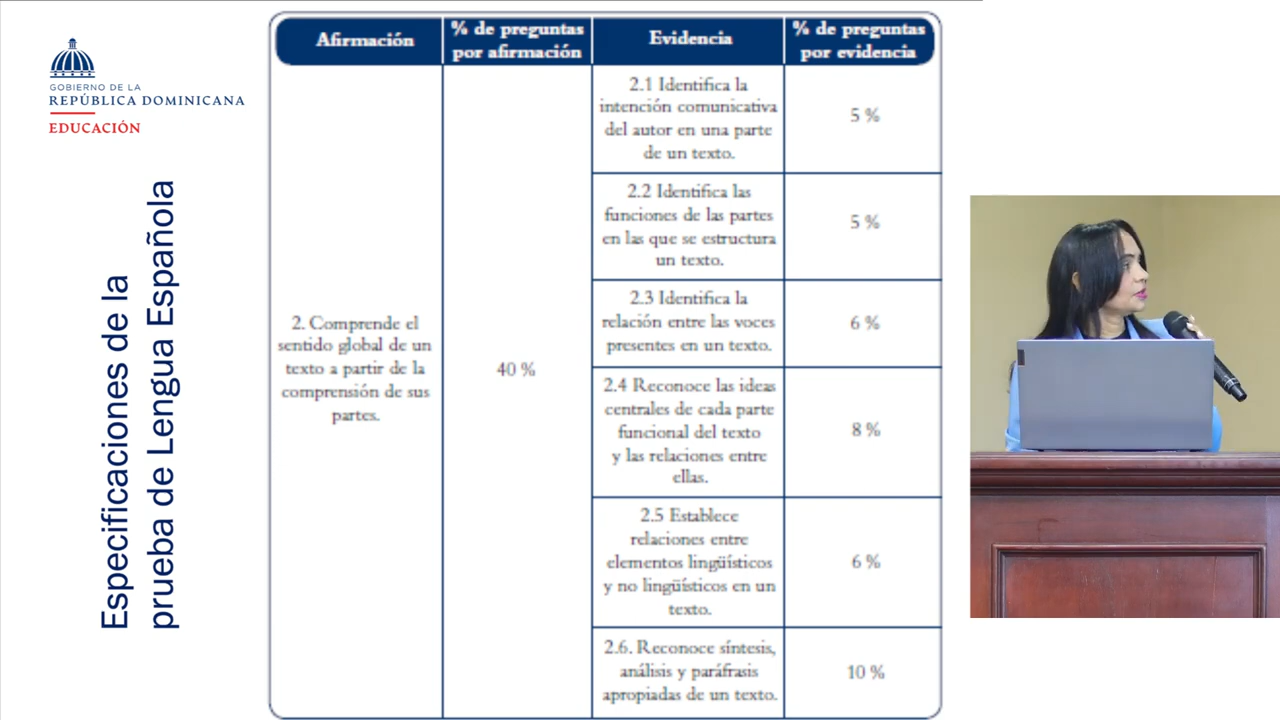 GOBIERNO DE LA
REPÚBLICA DOMINICANA
EDUCACIÓN
Especificaciones de la
prueba de Lengua Española
Afirmación
% de preguntas
por afirmación
Evidencia
% de preguntas
por evidencia
2. Comprende el
sentido global de un
texto a partir de la
comprensión de sus
partes.
40 %
2.1 Identifica la
intención comunicativa
del autor en una parte
de un texto.
5 %
2.2 Identifica las
funciones de las partes
en las que se estructura
un texto.
5 %
2.3 Identifica la
relación entre las voces
presentes en un texto.
6 %
2.4 Reconoce las ideas
centrales de cada parte
funcional del texto
y las relaciones entre
ellas.
8 %
2.5 Establece
relaciones entre
elementos lingüísticos
y no lingüísticos en un
texto.
6 %
2.6. Reconoce síntesis,
análisis y paráfrasis
apropiadas de un texto.
10 %